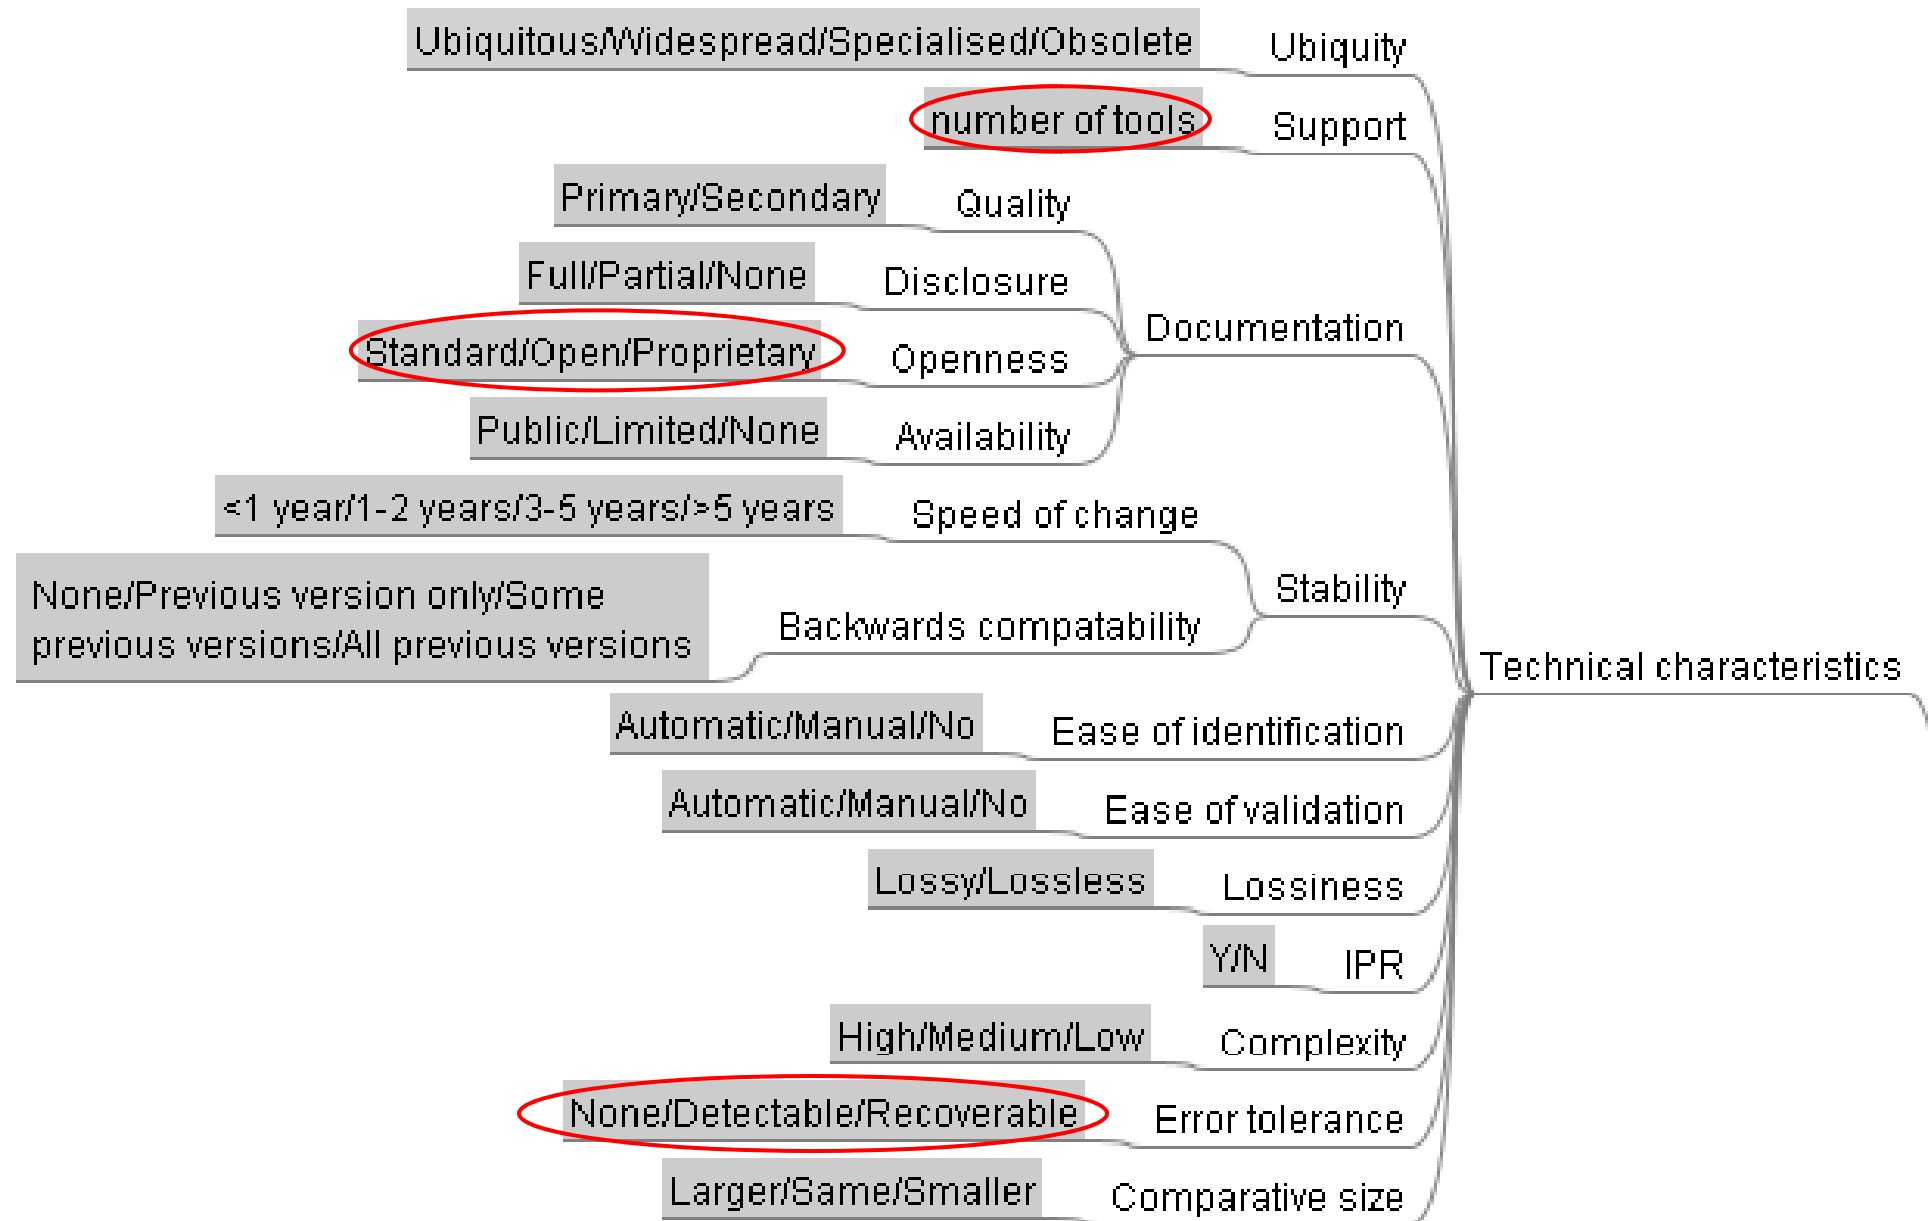 Ubiquitous/Widespread/Specialised/Obsolete Ubiquity
number of tools Support
Primary/Secondary Quality
Full/Partial/None Disclosure
Documentation
Standard/Open/Proprietary Openness
Public/Limited/None Availability
<1 year/1-2 years/3-5 years/>5 years Speed of change
Stability
None/Previous version only/Some
previous versions/All previous versions
Backwards compatability
Technical characteristics
Automatic/Manual/No Ease of identification
Automatic/Manual/No Ease of validation
Lossy/Lossless Lossiness
Y/N IPR
High/Medium/Low Complexity
None/Detectable/Recoverable Error tolerance
Larger/Same/Smaller Comparative size